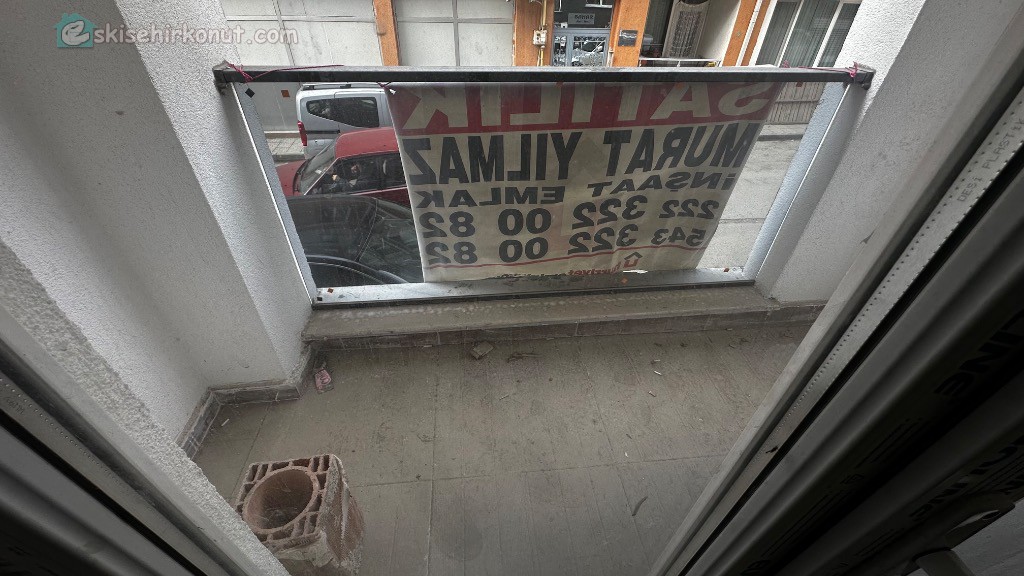 eskisehirkonut.com
SATILIK
MURAT YILMAZ
İNŞAAT EMLAK
222 322 00 82
543 322 00 82